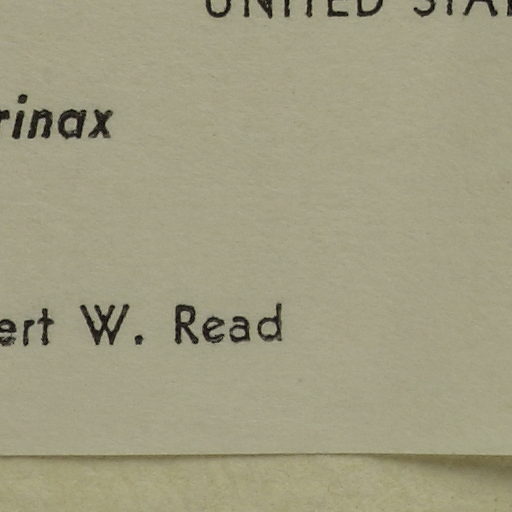 UNITED STA
rinax
ert W. Read